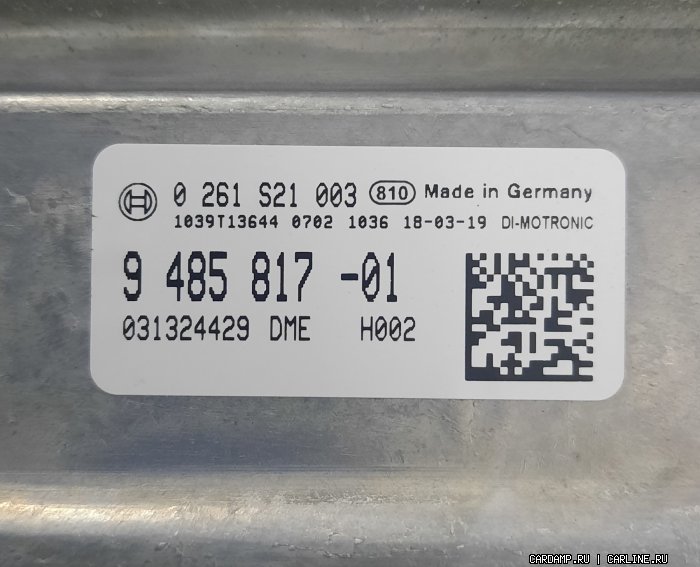 0 261 S21 003 810 Made in Germany
1039T13644 0702 1036 18-03-19 DI-MOTRONIC
9 485 817 -01
031324429 DME H002
CARDAMP.RU | CARLINE.RU